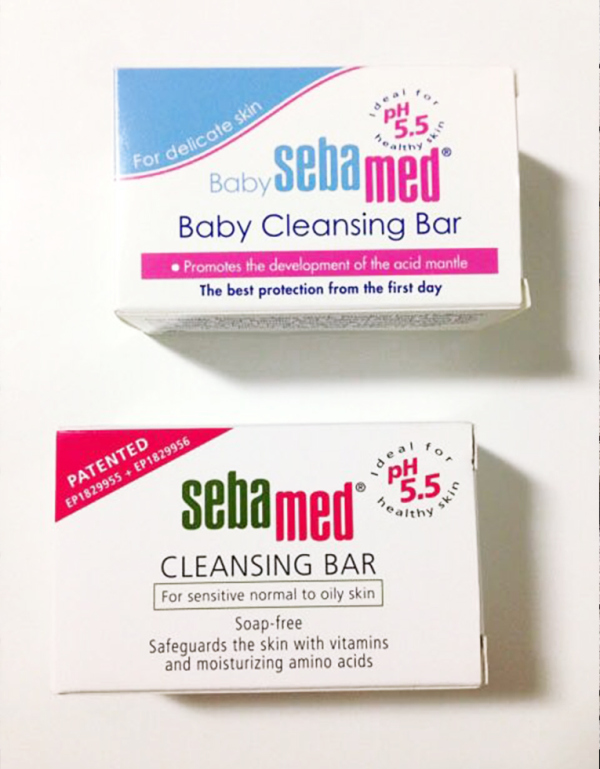 For delicate skin
Ideal for
pH
5.5
healthy skin
Baby sebamed®
Baby Cleansing Bar
• Promotes the development of the acid mantle
The best protection from the first day
PATENTED
EP1829955 + EP1829956
Ideal for
pH
5.5
healthy skin
sebamed®
CLEANSING BAR
For sensitive normal to oily skin
Soap-free
Safeguards the skin with vitamins
and moisturizing amino acids